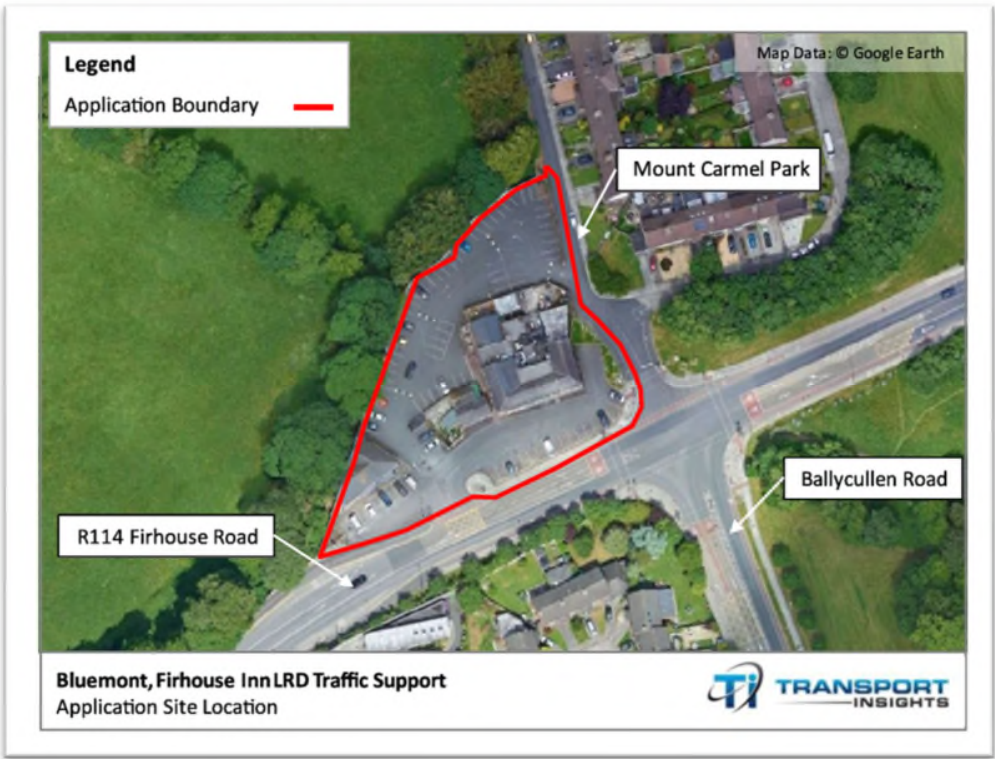 Legend
Application Boundary
Map Data: © Google Earth
Mount Carmel Park
Ballycullen Road
R114 Firhouse Road
Bluemont, Firhouse Inn LRD Traffic Support
Application Site Location
Ti TRANSPORT
INSIGHTS